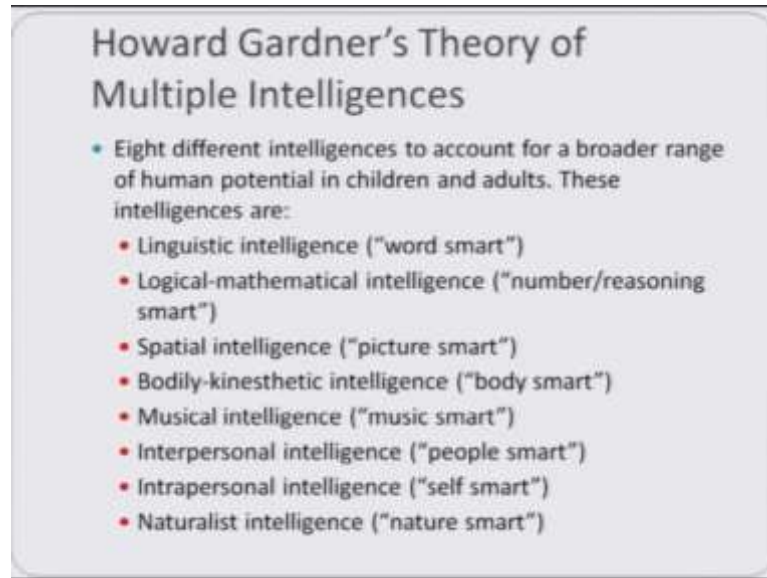 Howard Gardner's Theory of
Multiple Intelligences
• Eight different intelligences to account for a broader range
of human potential in children and adults. These
intelligences are:
• Linguistic intelligence ("word smart")
• Logical-mathematical intelligence ("number/reasoning
smart")
• Spatial intelligence ("picture smart")
• Bodily-kinesthetic intelligence ("body smart")
• Musical intelligence ("music smart")
• Interpersonal intelligence ("people smart")
• Intrapersonal intelligence ("self smart")
• Naturalist intelligence ("nature smart")